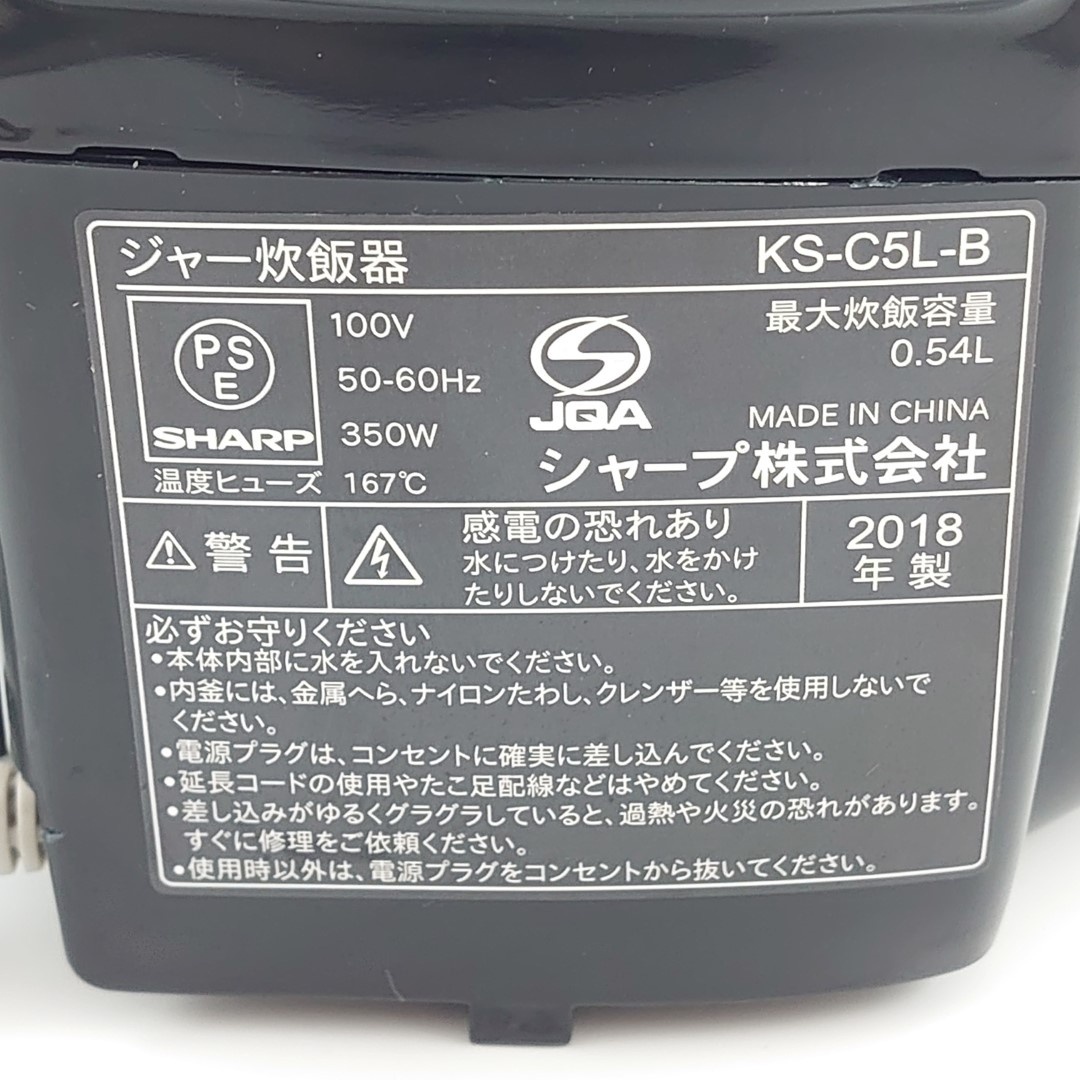 ジャー炊飯器 KS-C5L-B
PSE
SHARP
100V
50-60Hz
350W
温度ヒューズ 167℃
JQA
最大炊飯容量
0.54L
MADE IN CHINA
シャープ株式会社
⚠警告
感電の恐れあり
水につけたり、水をかけ
たりしないでください。
2018
年製
必ずお守りください
•本体内部に水を入れないでください。
•内釜には、金属へら、ナイロンたわし、クレンザー等を使用しないで
ください。
•電源プラグは、コンセントに確実に差し込んでください。
•延長コードの使用やたこ足配線などはやめてください。
•差し込みがゆるくグラグラしていると、過熱や火災の恐れがあります。
すぐに修理をご依頼ください。
•使用時以外は、電源プラグをコンセントから抜いてください。